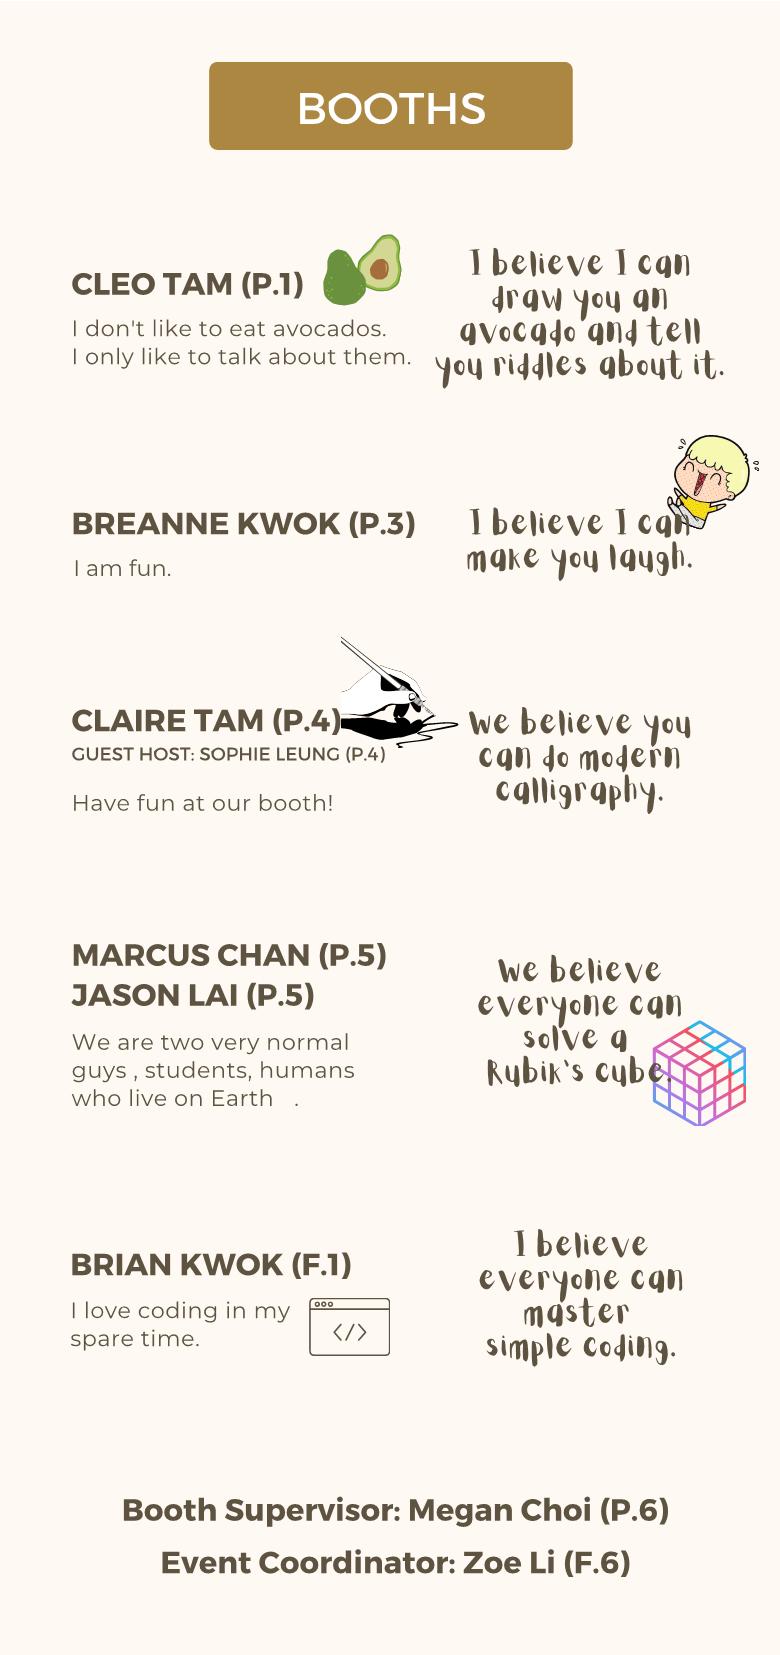 BOOTHS
CLEO TAM (P.1)
I don't like to eat avocados.
I only like to talk about them.
I believe I can
draw you an
avocado and tell
you riddles about it.
BREANNE KWOK (P.3)
I am fun.
I believe I can
make you laugh.
CLAIRE TAM (P.4)
GUEST HOST: SOPHIE LEUNG (P.4)
Have fun at our booth!
We believe you
can do modern
calligraphy.
MARCUS CHAN (P.5)
JASON LAI (P.5)
We are two very normal
guys , students, humans
who live on Earth .
We believe
everyone can
solve a
Rubik's cube.
BRIAN KWOK (F.1)
I love coding in my
spare time.
</>
I believe
everyone can
master
simple coding.
Booth Supervisor: Megan Choi (P.6)
Event Coordinator: Zoe Li (F.6)